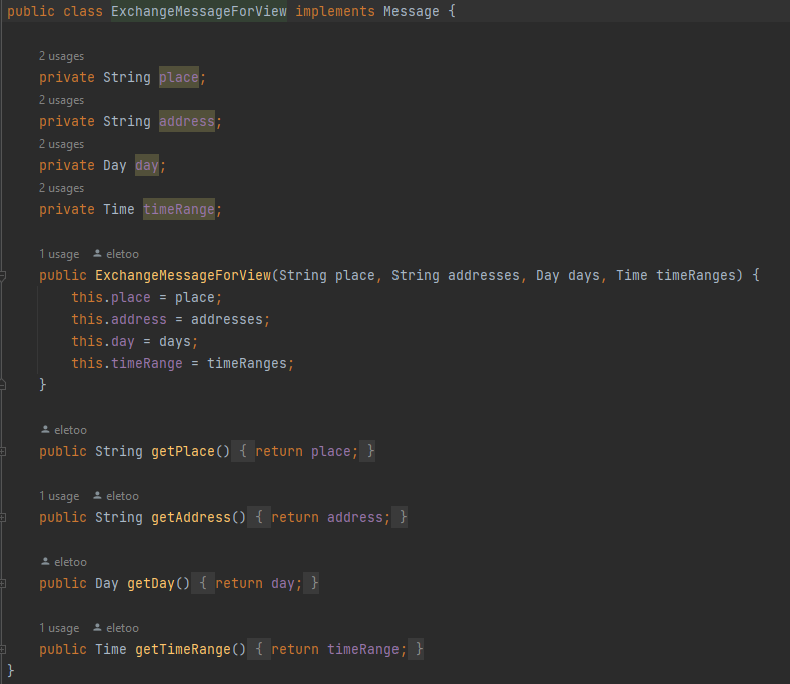 public class ExchangeMessageForView implements Message {
2 usages
private String place;
2 usages
private String address;
2 usages
private Day day;
2 usages
private Time timeRange;
1 usage eletoo
public ExchangeMessageForView(String place, String addresses, Day days, Time timeRanges) {
this.place = place;
this.address = addresses;
this.day = days;
this.timeRange = timeRanges;
}
eletoo
public String getPlace() { return place; }
1 usage eletoo
public String getAddress() { return address; }
eletoo
public Day getDay() { return day; }
1 usage eletoo
public Time getTimeRange() { return timeRange; }
}